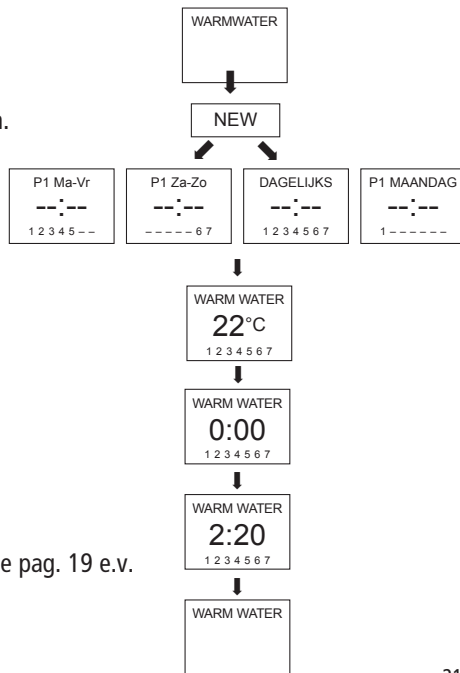 WARMWATER
n.
NEW
P1 Ma-Vr
--:--
1 2 3 4 5 – –
P1 Za-Zo
--:--
– – – – – 6 7
DAGELIJKS
--:--
1 2 3 4 5 6 7
P1 MAANDAG
--:--
1 – – – – – –
WARM WATER
22°C
1 2 3 4 5 6 7
WARM WATER
0:00
1 2 3 4 5 6 7
WARM WATER
2:20
1 2 3 4 5 6 7
e pag. 19 e.v.
WARM WATER